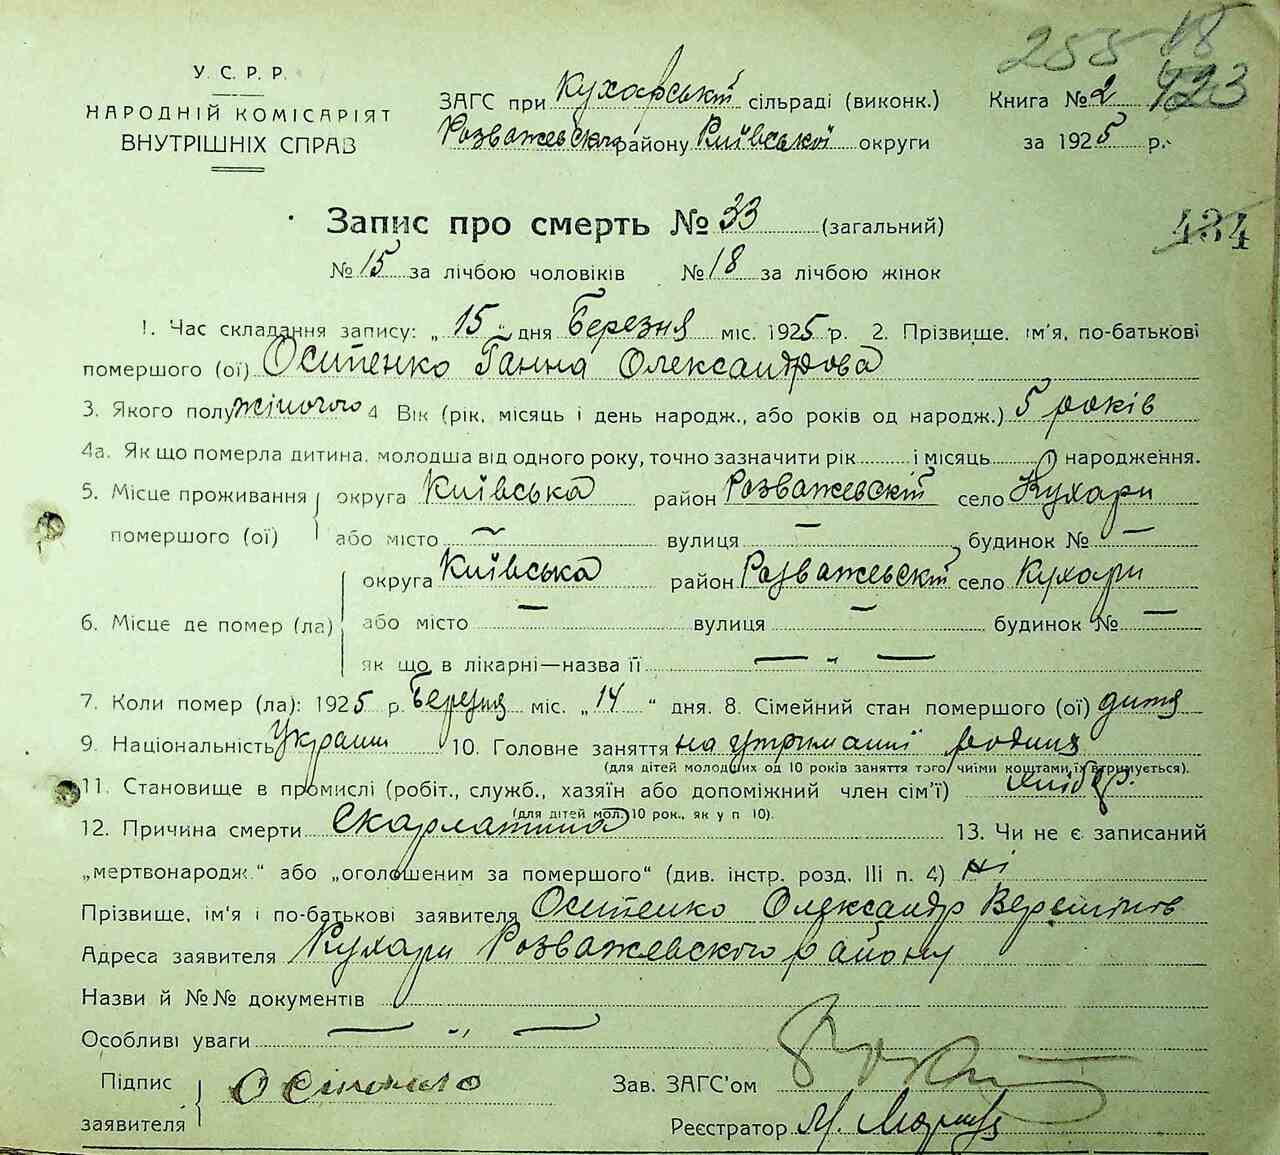 255 18
423
У. С. Р. Р.
НАРОДНІЙ КОМІСАРІЯТ
ВНУТРІШНІХ СПРАВ
ЗАГС при Кухарській сільраді (виконк.) Книга № 2
Розважевского району Київської округи за 1925 р.
434
Запис про смерть № 33 (загальний)
№ 15 за лічбою чоловіків № 18 за лічбою жінок
1. Час складання запису: „15" дня Березня міс. 1925 р. 2. Прізвище, ім'я, по-батькові
помершого (ої) Осипенко Ганна Олександрова
3. Якого полу жіночого 4 Вік (рік, місяць і день народж., або років од народж.) 5 років
4а. Як що померла дитина, молодша від одного року, точно зазначити рік і місяць народження.
5. Місце проживання помершого (ої) округа Київська район Розважевскій село Кухари
або місто — вулиця — будинок № —
6. Місце де помер (ла) округа Київська район Розважевскій село Кухари
або місто — вулиця — будинок № —
як що в лікарні—назва її — „ —
7. Коли помер (ла): 1925 р. Березня міс. „14" дня. 8. Сімейний стан помершого (ої) дитя
9. Національність Україн 10. Головне заняття на утриманні родини
(для дітей молодших од 10 років заняття того, чиїми коштами їх втримується).
11. Становище в промислі (робіт., служб., хазяїн або допоміжний член сім'ї) хлібор.
(для дітей мол. 10 рок., як у п 10).
12. Причина смерти Скарлатина 13. Чи не є записаний
„мертвонародж." або „оголошеним за помершого" (див. інстр. розд. III п. 4) Ні
Прізвище, ім'я і по-батькові заявителя Осипенко Олександр
Адреса заявителя Кухари Розважевского району
Назви й №№ документів
Особливі уваги — „ —
Підпис заявителя Осипенко
Зав. ЗАГС'ом
Реєстратор М.